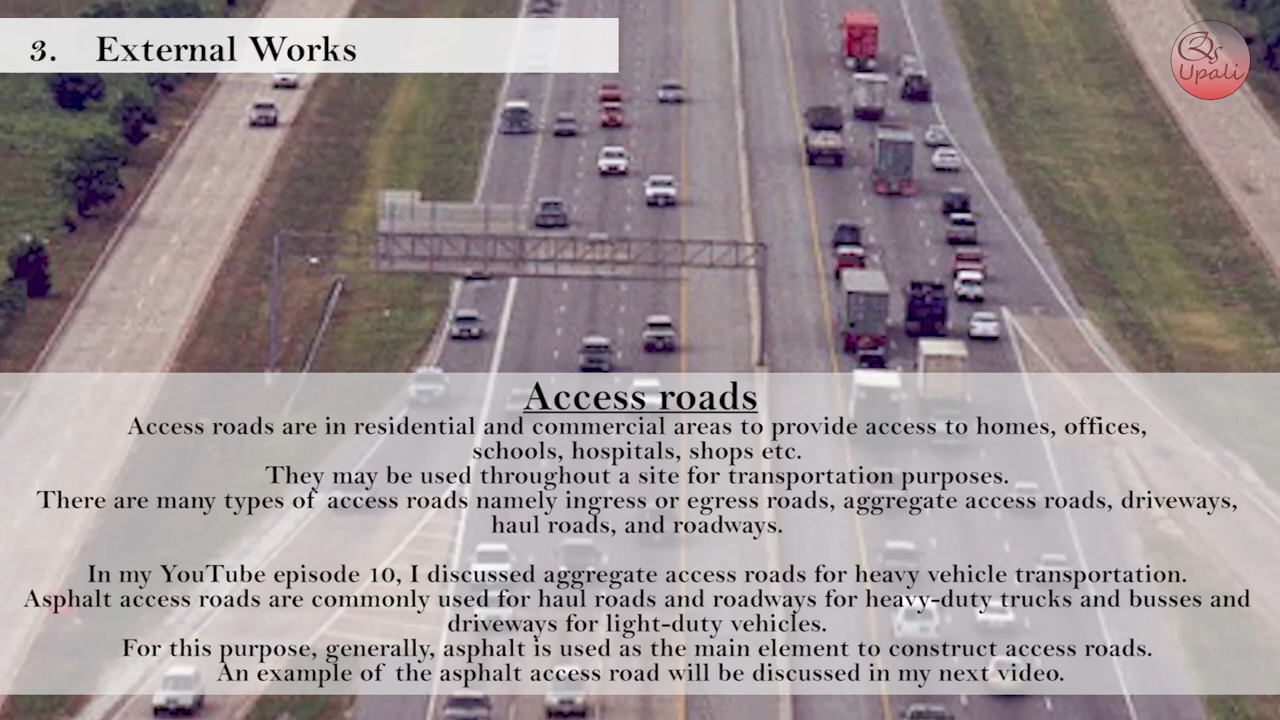 3. External Works
Qs
Upali
Access roads
Access roads are in residential and commercial areas to provide access to homes, offices,
schools, hospitals, shops etc.
They may be used throughout a site for transportation purposes.
There are many types of access roads namely ingress or egress roads, aggregate access roads, driveways,
haul roads, and roadways.
In my YouTube episode 10, I discussed aggregate access roads for heavy vehicle transportation.
Asphalt access roads are commonly used for haul roads and roadways for heavy-duty trucks and busses and
driveways for light-duty vehicles.
For this purpose, generally, asphalt is used as the main element to construct access roads.
An example of the asphalt access road will be discussed in my next video.